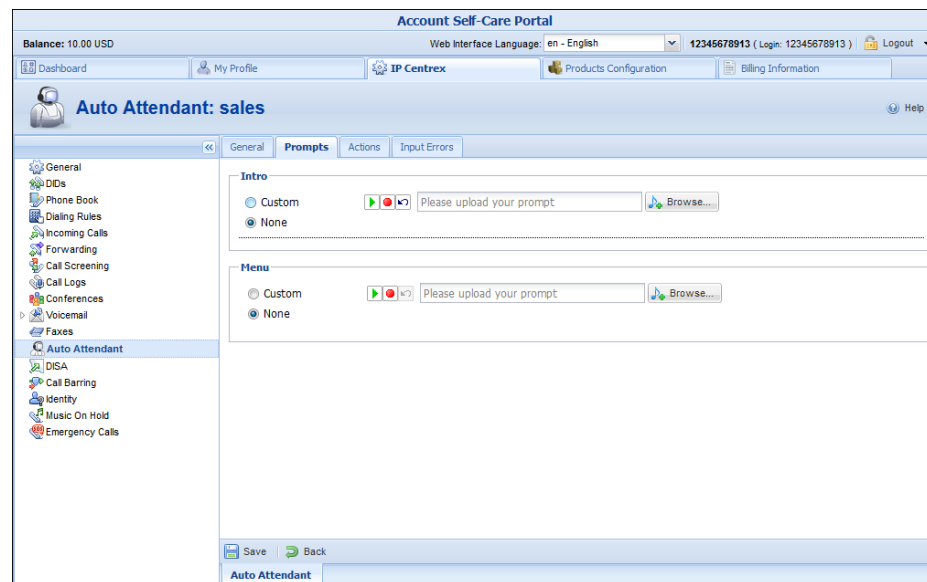 Account Self-Care Portal
Balance: 10.00 USD Web Interface Language: en - English 12345678913 ( Login: 12345678913 ) Logout
Dashboard My Profile IP Centrex Products Configuration Billing Information
Auto Attendant: sales Help
General Prompts Actions Input Errors
General
DIDs
Phone Book
Dialing Rules
Incoming Calls
Forwarding
Call Screening
Call Logs
Conferences
Voicemail
Faxes
Auto Attendant
DISA
Call Barring
Identity
Music On Hold
Emergency Calls
Intro
Custom Please upload your prompt Browse...
None
Menu
Custom Please upload your prompt Browse...
None
Save Back
Auto Attendant